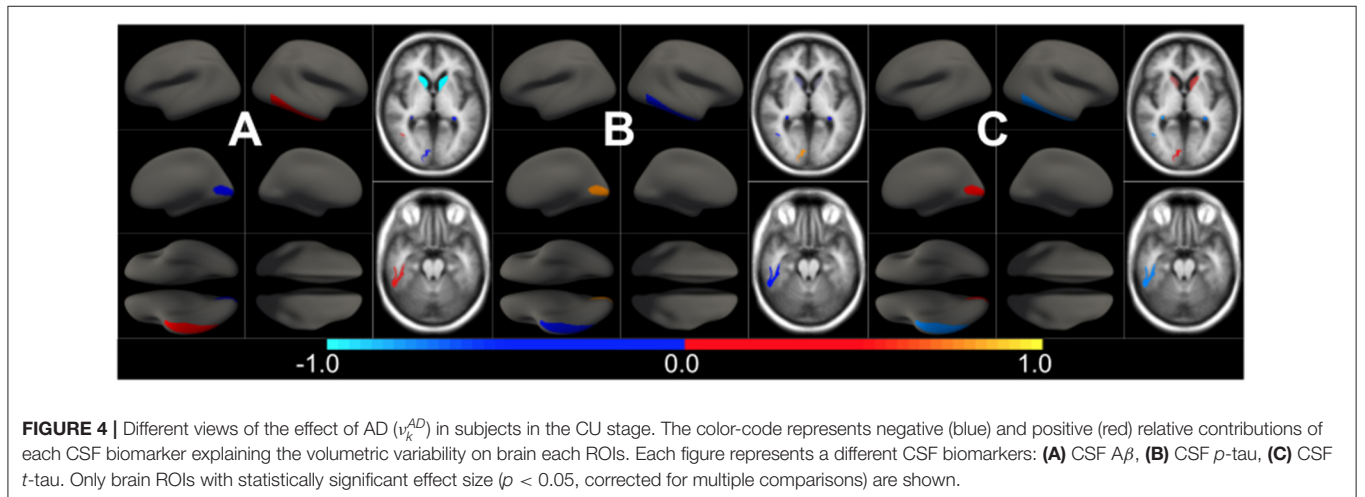 A
B
C
-1.0
0.0
1.0
FIGURE 4 | Different views of the effect of AD (ν_k^AD) in subjects in the CU stage. The color-code represents negative (blue) and positive (red) relative contributions of
each CSF biomarker explaining the volumetric variability on brain each ROIs. Each figure represents a different CSF biomarkers: (A) CSF Aβ, (B) CSF p-tau, (C) CSF
t-tau. Only brain ROIs with statistically significant effect size (p < 0.05, corrected for multiple comparisons) are shown.